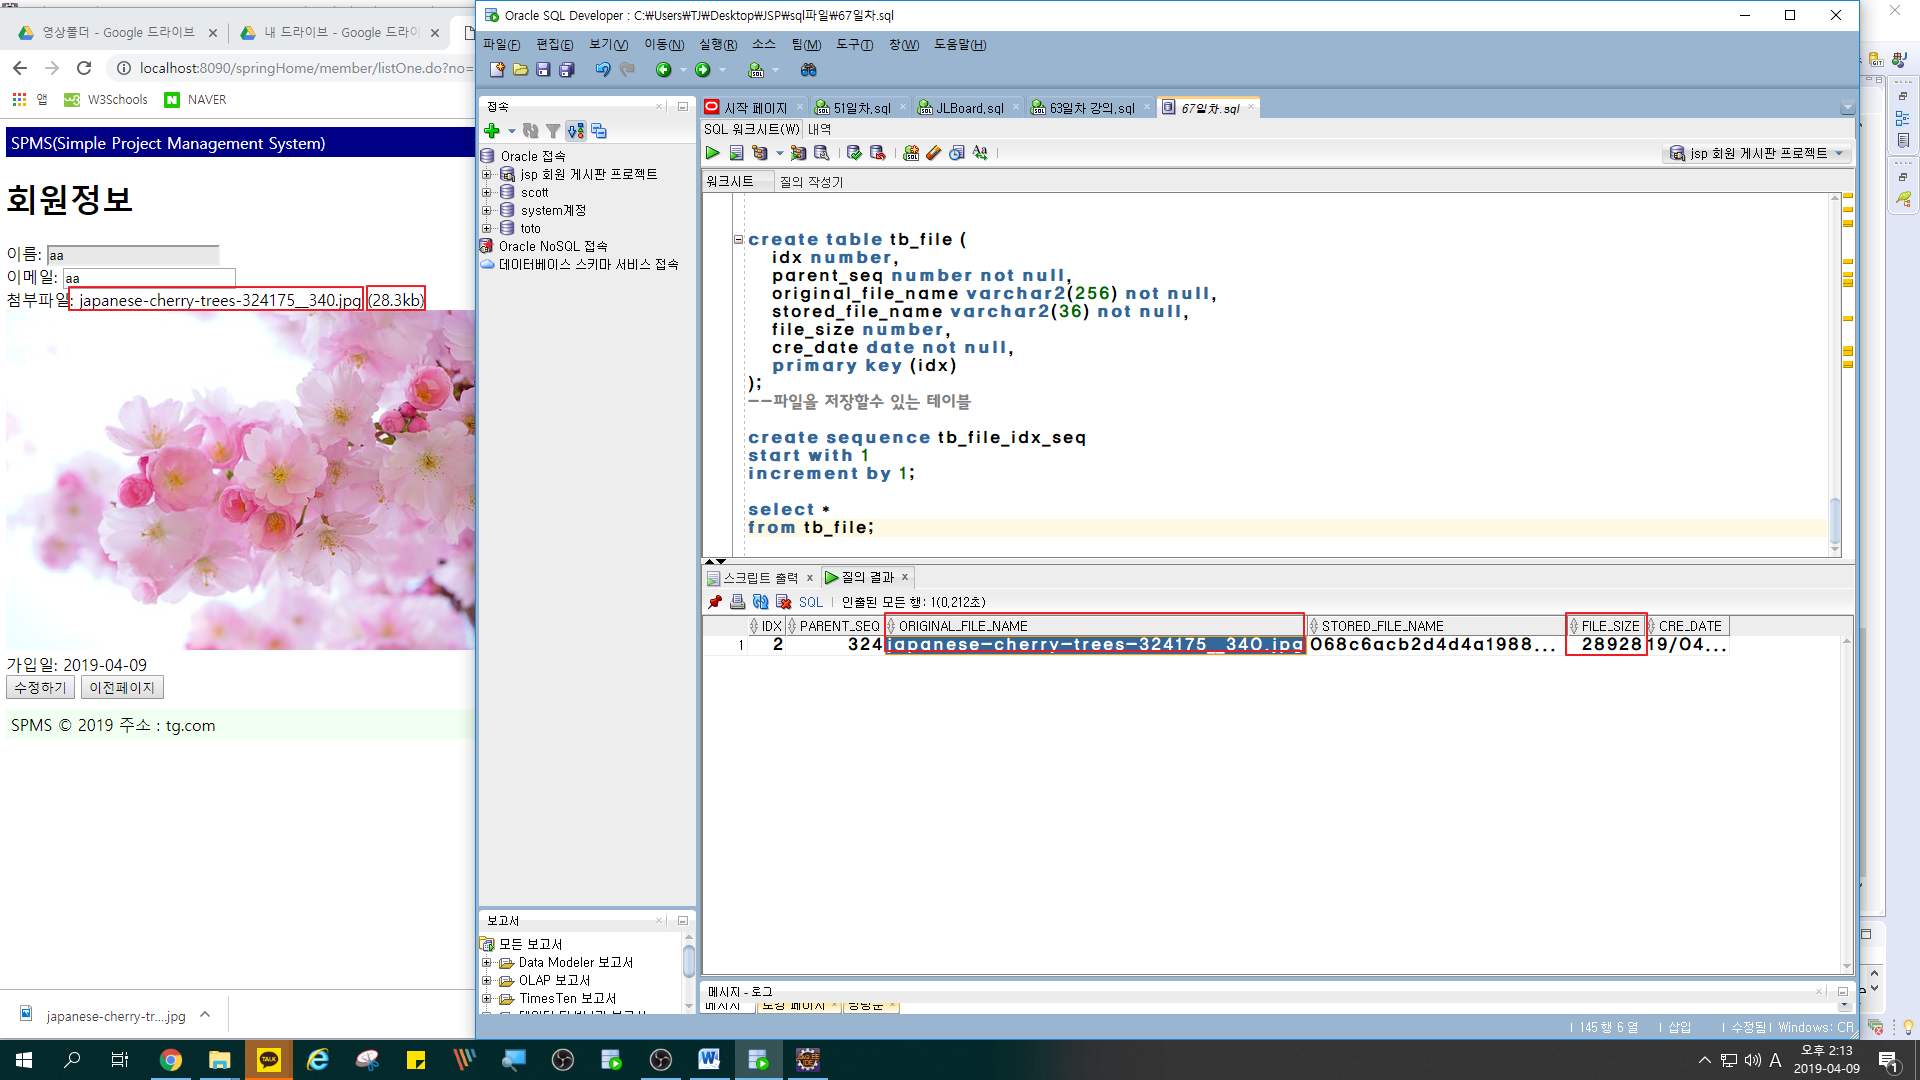 영상폴더 - Google 드라이브
내 드라이브 - Google 드라이
localhost:8090/springHome/member/listOne.do?no=
앱
W3Schools
NAVER
SPMS(Simple Project Management System)
회원정보
이름: aa
이메일: aa
첨부파일: japanese-cherry-trees-324175__340.jpg (28.3kb)
가입일: 2019-04-09
수정하기 이전페이지
SPMS © 2019 주소 : tg.com
japanese-cherry-tr....jpg
Oracle SQL Developer : C:₩Users₩TJ₩Desktop₩JSP₩sql파일₩67일차.sql
파일(F) 편집(E) 보기(V) 이동(N) 실행(R) 소스 팀(M) 도구(T) 창(W) 도움말(H)
접속
Oracle 접속
jsp 회원 게시판 프로젝트
scott
system계정
toto
Oracle NoSQL 접속
데이터베이스 스키마 서비스 접속
보고서
모든 보고서
Data Modeler 보고서
OLAP 보고서
TimesTen 보고서
시작 페이지 51일차.sql JLBoard.sql 63일차 강의.sql 67일차.sql
SQL 워크시트(W) 내역
jsp 회원 게시판 프로젝트
워크시트 질의 작성기
create table tb_file (
idx number,
parent_seq number not null,
original_file_name varchar2(256) not null,
stored_file_name varchar2(36) not null,
file_size number,
cre_date date not null,
primary key (idx)
);
--파일을 저장할수 있는 테이블
create sequence tb_file_idx_seq
start with 1
increment by 1;
select *
from tb_file;
스크립트 출력 질의 결과
SQL 인출된 모든 행: 1(0,212초)
IDX PARENT_SEQ ORIGINAL_FILE_NAME STORED_FILE_NAME FILE_SIZE CRE_DATE
1 2 324 japanese-cherry-trees-324175__340.jpg 068c6acb2d4d4a1988... 28928 19/04...
메시지 - 로그
145 행 6 열 삽입 수정됨 Windows: CR
오후 2:13
2019-04-09